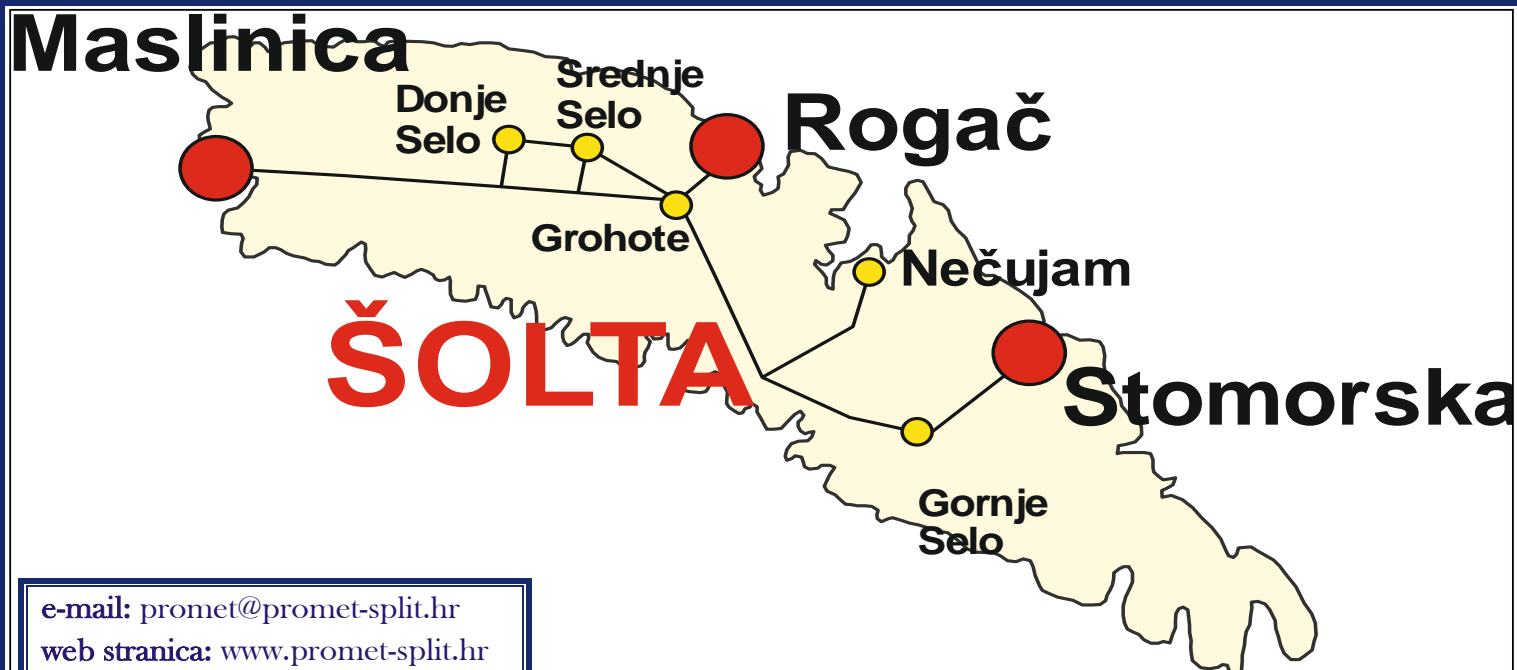 Maslinica
Donje
Selo
Srednje
Selo
Rogač
Grohote
Nečujam
ŠOLTA
Stomorska
Gornje
Selo
e-mail: promet@promet-split.hr
web stranica: www.promet-split.hr